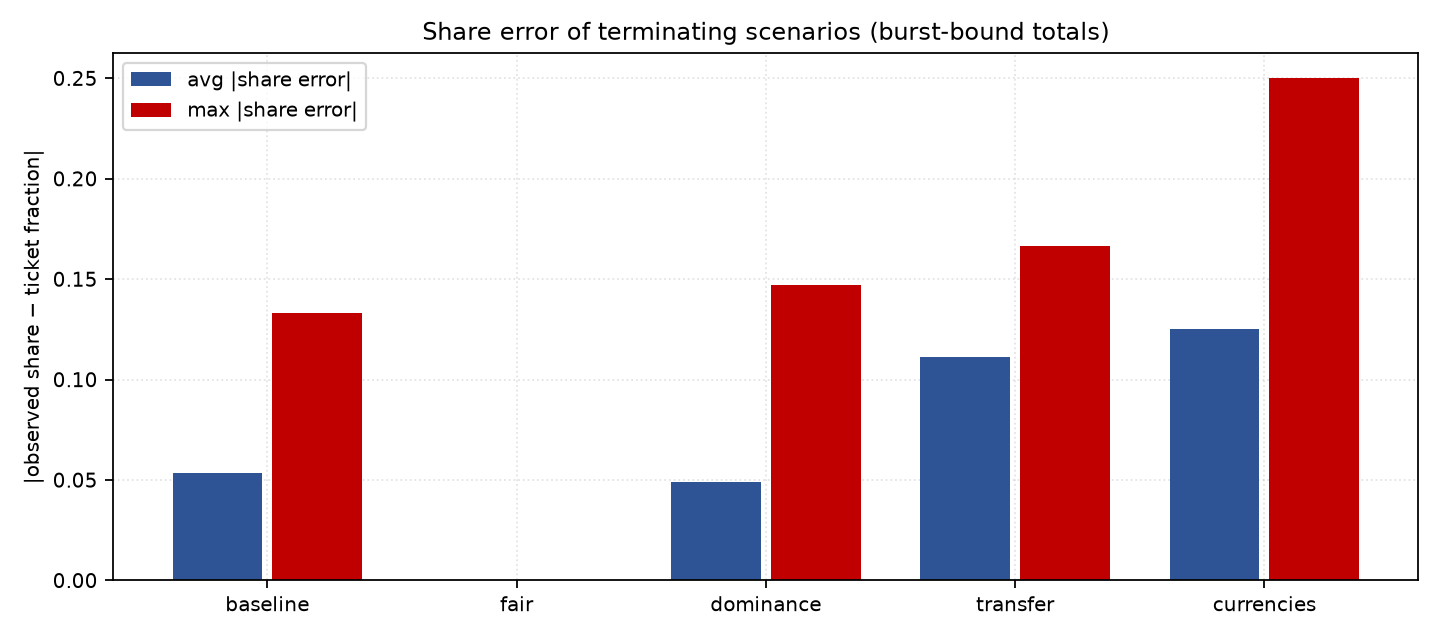 Share error of terminating scenarios (burst-bound totals)
avg |share error|
max |share error|
|observed share − ticket fraction|
0.25
0.20
0.15
0.10
0.05
0.00
baseline fair dominance transfer currencies